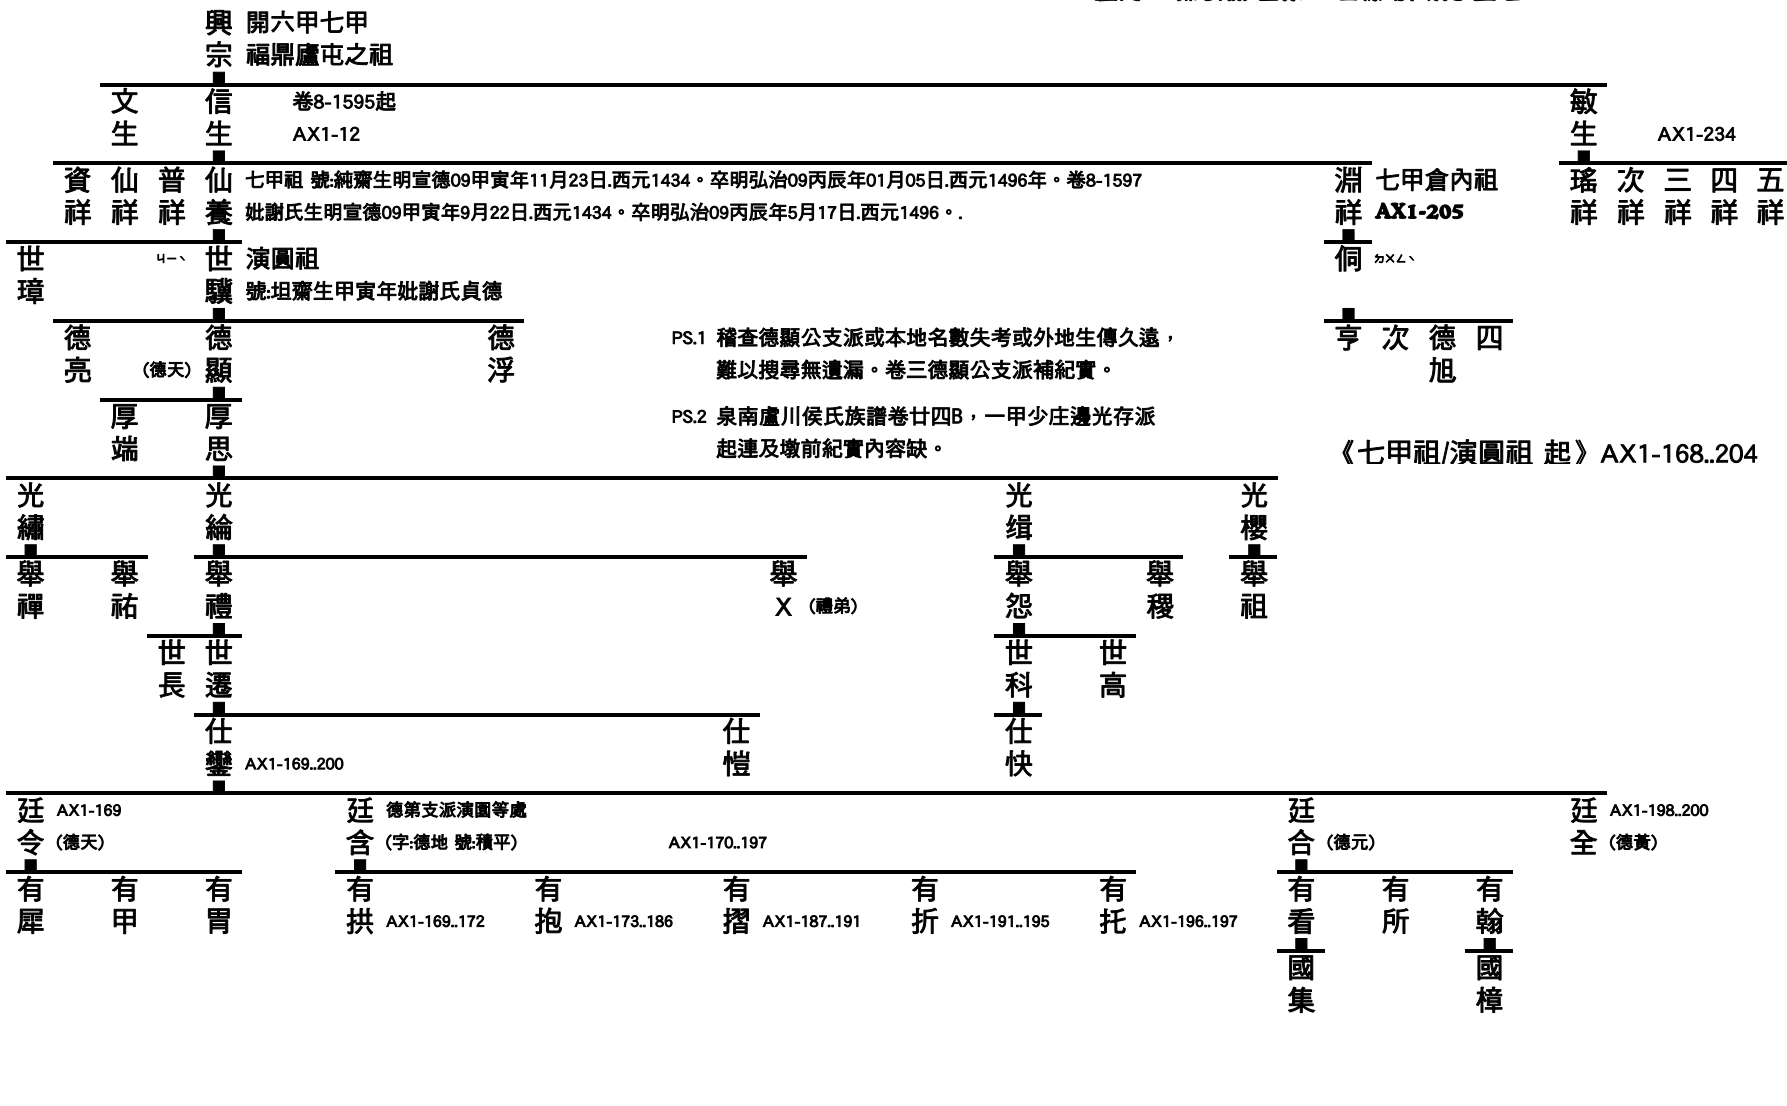 興宗 開六甲七甲
福鼎廬屯之祖
文生 信生 卷8-1595起 敏生
AX1-12 AX1-234
資祥 仙祥 普祥 仙養 七甲祖 號:純齋生明宣德09甲寅年11月23日.西元1434。卒明弘治09丙辰年01月05日.西元1496年。卷8-1597 淵祥 七甲倉內祖 瑤祥 次祥 三祥 四祥 五祥
妣謝氏生明宣德09甲寅年9月22日.西元1434。卒明弘治09丙辰年5月17日.西元1496。. AX1-205
世璋 ㄐㄧˋ 世驥 演圓祖 侗 ㄉㄨㄥˋ
號:坦齋生甲寅年妣謝氏貞德
德亮 (德天) 德顯 德浮 PS.1 稽查德顯公支派或本地名數失考或外地生傳久遠， 亨 次 德旭 四
難以搜尋無遺漏。卷三德顯公支派補紀實。
厚端 厚思 PS.2 泉南盧川侯氏族譜卷廿四B，一甲少庄邊光存派
起連及墩前紀實內容缺。 《七甲祖/演圓祖 起》AX1-168..204
光繡 光綸 光缉 光櫻
舉禪 舉祐 舉禮 舉X (禮弟) 舉怨 舉稷 舉祖
世長 世遷 世科 世高
仕鑾 AX1-169..200 仕愷 仕快
廷令 AX1-169 廷含 德第支派演園等處 廷合 廷全 AX1-198..200
(德天) (字:德地 號:積平) AX1-170..197 (德元) (德黃)
有犀 有甲 有胃 有拱 AX1-169..172 有抱 AX1-173..186 有摺 AX1-187..191 有折 AX1-191..195 有托 AX1-196..197 有看 有所 有翰
國集 國樟